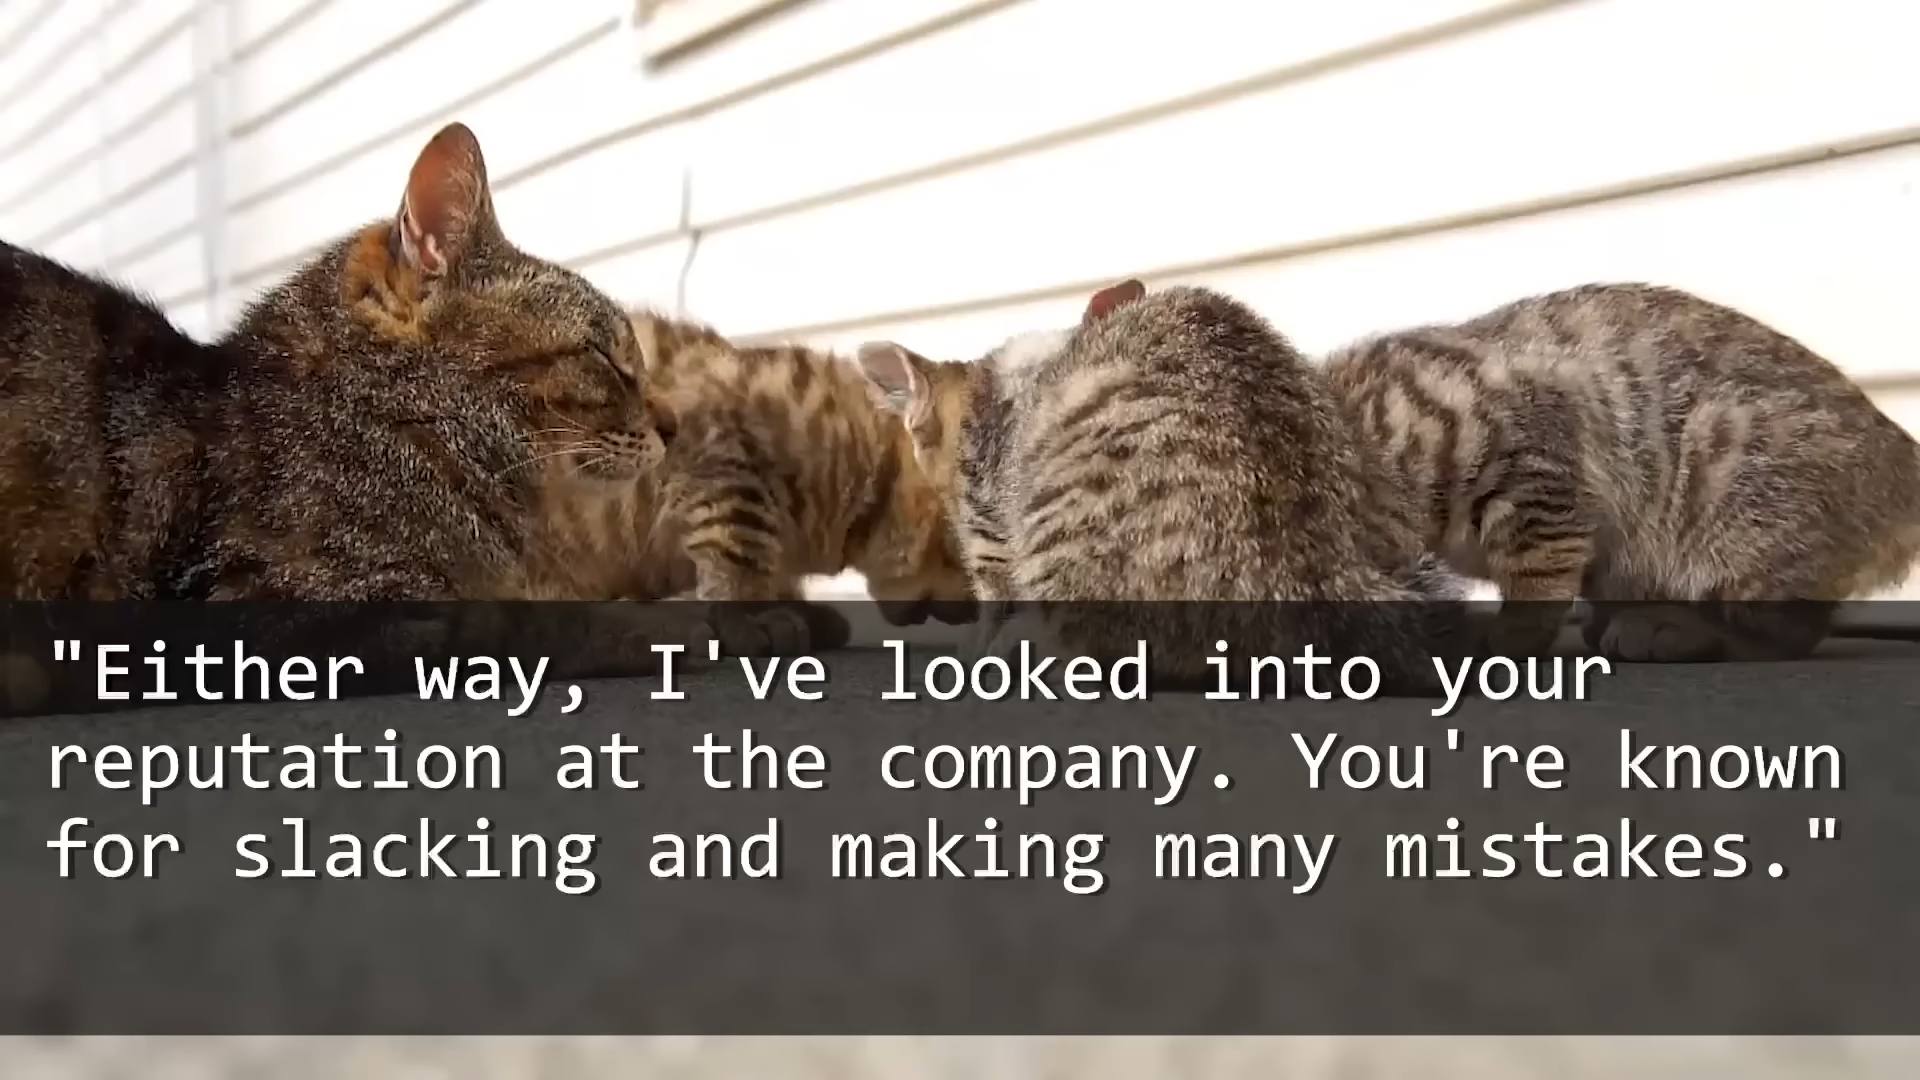 "Either way, I've looked into your
reputation at the company. You're known
for slacking and making many mistakes."